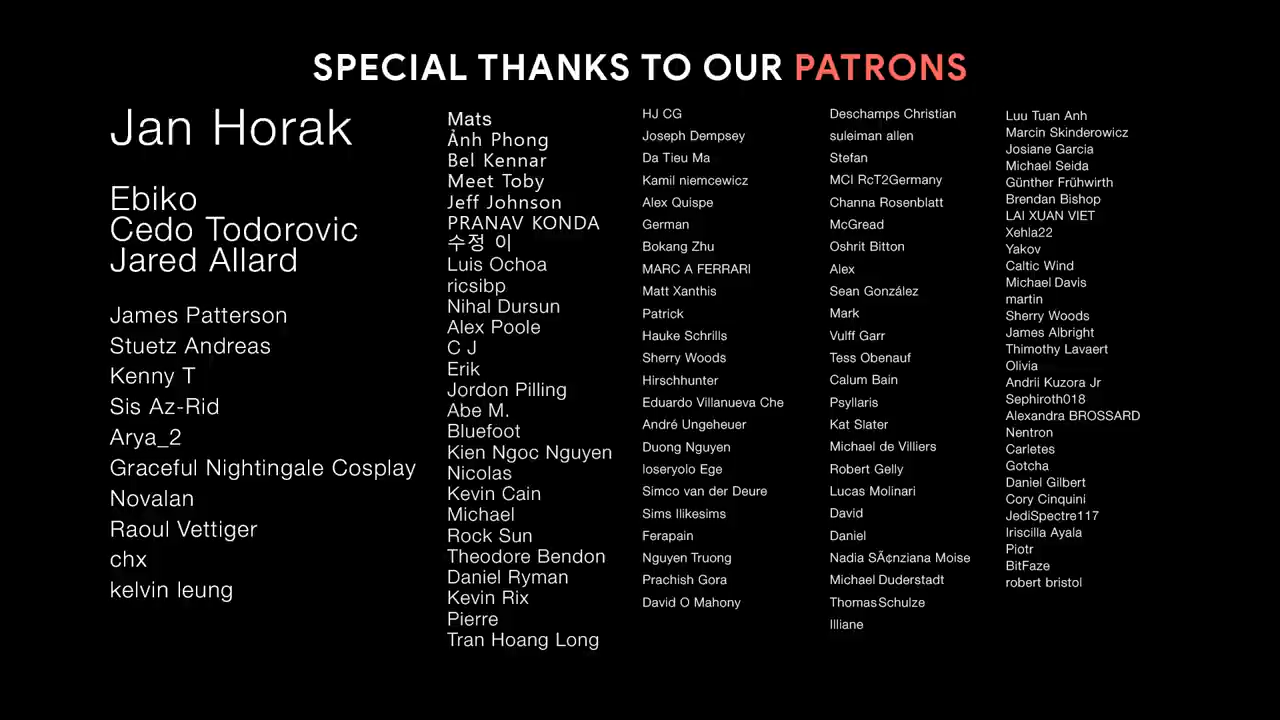 SPECIAL THANKS TO OUR PATRONS
Jan Horak
Ebiko
Cedo Todorovic
Jared Allard
James Patterson
Stuetz Andreas
Kenny T
Sis Az-Rid
Arya_2
Graceful Nightingale Cosplay
Novalan
Raoul Vettiger
chx
kelvin leung
Mats
Ảnh Phong
Bel Kennar
Meet Toby
Jeff Johnson
PRANAV KONDA
수정 이
Luis Ochoa
ricsibp
Nihal Dursun
Alex Poole
C J
Erik
Jordon Pilling
Abe M.
Bluefoot
Kien Ngoc Nguyen
Nicolas
Kevin Cain
Michael
Rock Sun
Theodore Bendon
Daniel Ryman
Kevin Rix
Pierre
Tran Hoang Long
HJ CG
Joseph Dempsey
Da Tieu Ma
Kamil niemcewicz
Alex Quispe
German
Bokang Zhu
MARC A FERRARI
Matt Xanthis
Patrick
Hauke Schrills
Sherry Woods
Hirschhunter
Eduardo Villanueva Che
André Ungeheuer
Duong Nguyen
loseryolo Ege
Simco van der Deure
Sims Ilikesims
Ferapain
Nguyen Truong
Prachish Gora
David O Mahony
Deschamps Christian
suleiman allen
Stefan
MCI RcT2Germany
Channa Rosenblatt
McGread
Oshrit Bitton
Alex
Sean González
Mark
Vulff Garr
Tess Obenauf
Calum Bain
Psyllaris
Kat Slater
Michael de Villiers
Robert Gelly
Lucas Molinari
David
Daniel
Nadia SÃ¢nziana Moise
Michael Duderstadt
Thomas Schulze
Illiane
Luu Tuan Anh
Marcin Skinderowicz
Josiane Garcia
Michael Seida
Günther Frühwirth
Brendan Bishop
LAI XUAN VIET
Xehla22
Yakov
Caltic Wind
Michael Davis
martin
Sherry Woods
James Albright
Thimothy Lavaert
Olivia
Andrii Kuzora Jr
Sephiroth018
Alexandra BROSSARD
Nentron
Carletes
Gotcha
Daniel Gilbert
Cory Cinquini
JediSpectre117
Iriscilla Ayala
Piotr
BitFaze
robert bristol